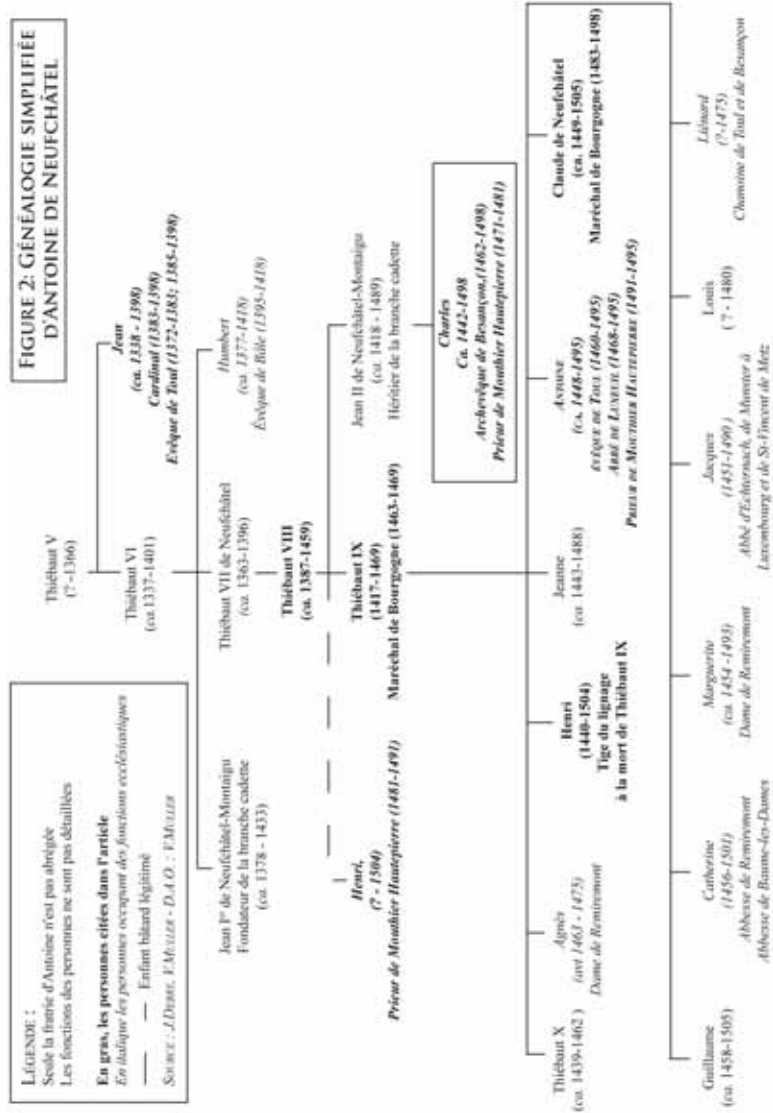 FIGURE 2: GÉNÉALOGIE SIMPLIFIÉE
D'ANTOINE DE NEUFCHÂTEL
LÉGENDE :
Seule la fratrie d'Antoine n'est pas abrégée
Les fonctions des personnes ne sont pas détaillées
En gras, les personnes citées dans l'article
En italique les personnes occupant des fonctions ecclésiastiques
Enfant bâtard légitimé
SOURCE : J.DEBRY, V.MULLER - D.A.O. : V.MULLER
Thiébaut V
(? -1366)
Thiébaut VI
(ca.1337-1401)
Jean
(ca. 1338 - 1398)
Cardinal (1383-1398)
Evêque de Toul (1372-1383; 1385-1398)
Jean Ier de Neufchâtel-Montaigu
Fondateur de la branche cadette
(ca. 1378 - 1433)
Thiébaut VII de Neufchâtel
(ca. 1363-1396)
Humbert
(ca. 1377-1418)
Évêque de Bâle (1395-1418)
Thiébaut VIII
(ca. 1387-1459)
Henri,
(? - 1504)
Prieur de Mouthier Hautepierre (1481-1491)
Thiébaut IX
(1417-1469)
Maréchal de Bourgogne (1463-1469)
Jean II de Neufchâtel-Montaigu
(ca. 1418 - 1489)
Héritier de la branche cadette
Charles
Ca. 1442-1498
Archevêque de Besançon,(1462-1498)
Prieur de Mouthier Hautepierre (1471-1481)
Thiébaut X
(ca. 1439-1462 )
Agnès
(avt 1463 - 1475)
Dame de Remiremont
Henri
(1440-1504)
Tige du lignage
à la mort de Thiébaut IX
Jeanne
(ca. 1443-1488)
ANTOINE
(CA. 1448-1495)
ÉVÊQUE DE TOUL (1460-1495)
ABBÉ DE LUXEUIL (1468-1495)
PRIEUR DE MOUTHIER HAUTEPIERRE (1491-1495)
Claude de Neufchâtel
(ca. 1449-1505)
Maréchal de Bourgogne (1483-1498)
Guillaume
(ca. 1458-1505)
Catherine
(1456-1501)
Abbesse de Remiremont
Abbesse de Baume-les-Dames
Marguerite
(ca. 1454 -1493)
Dame de Remiremont
Jacques
(1451-1490 )
Abbé d'Echternach, de Munster à
Luxembourg et de St-Vincent de Metz
Louis
( ? - 1480)
Liénard
(?-1475)
Chanoine de Toul et de Besançon